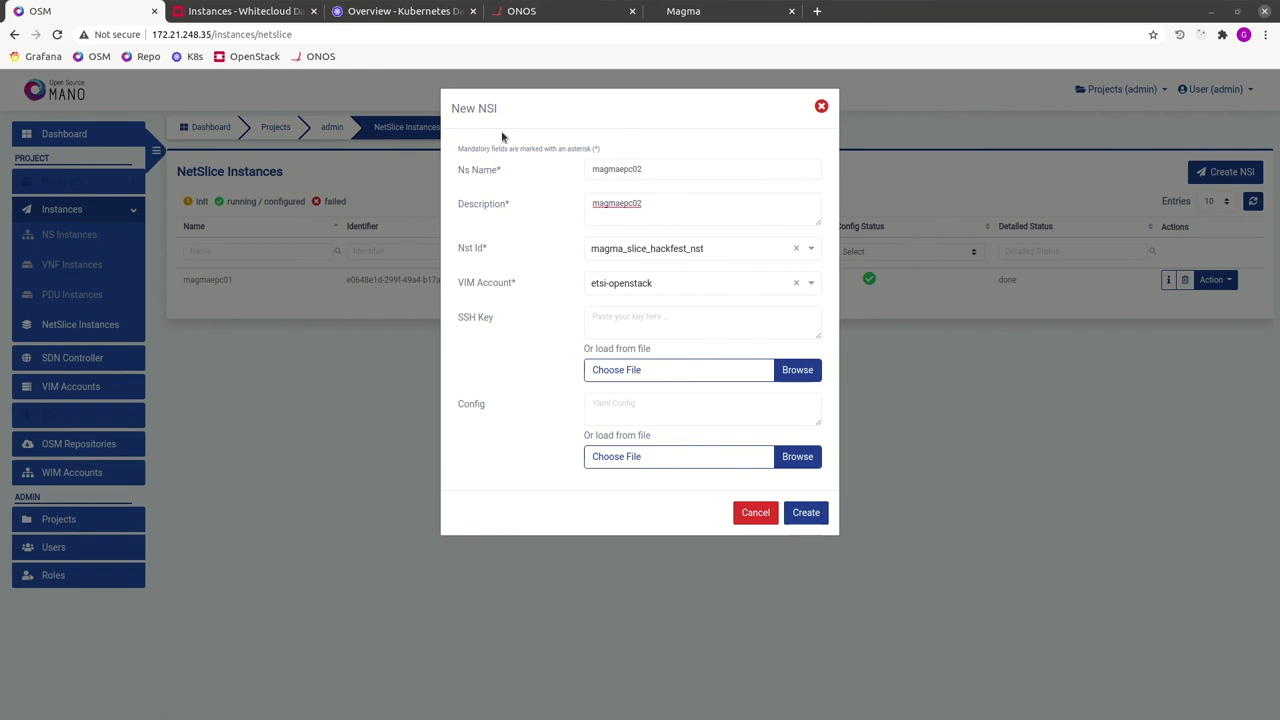 OSM
Instances - Whitecloud Da
Overview - Kubernetes Da
ONOS
Magma
Not secure
172.21.248.35/instances/netslice
G
Grafana
OSM
Repo
K8s
OpenStack
ONOS
Open Source
MANO
Projects (admin)
User (admin)
Dashboard
PROJECT
Instances
NS Instances
VNF Instances
PDU Instances
NetSlice Instances
SDN Controller
VIM Accounts
OSM Repositories
WIM Accounts
ADMIN
Projects
Users
Roles
Dashboard
Projects
admin
NetSlice Instances
NetSlice Instances
Create NSI
init
running / configured
failed
Entries
10
Name
Identifier
Config Status
Detailed Status
Actions
Name
Identifier
Select
Detailed Status
magmaepc01
e0648e1d-299f-49a4-b17a
done
Action
New NSI
Mandatory fields are marked with an asterisk (*)
Ns Name*
magmaepc02
Description*
magmaepc02
Nst Id*
magma_slice_hackfest_nst
VIM Account*
etsi-openstack
SSH Key
Paste your key here ...
Or load from file
Choose File
Browse
Config
Yaml Config
Or load from file
Choose File
Browse
Cancel
Create